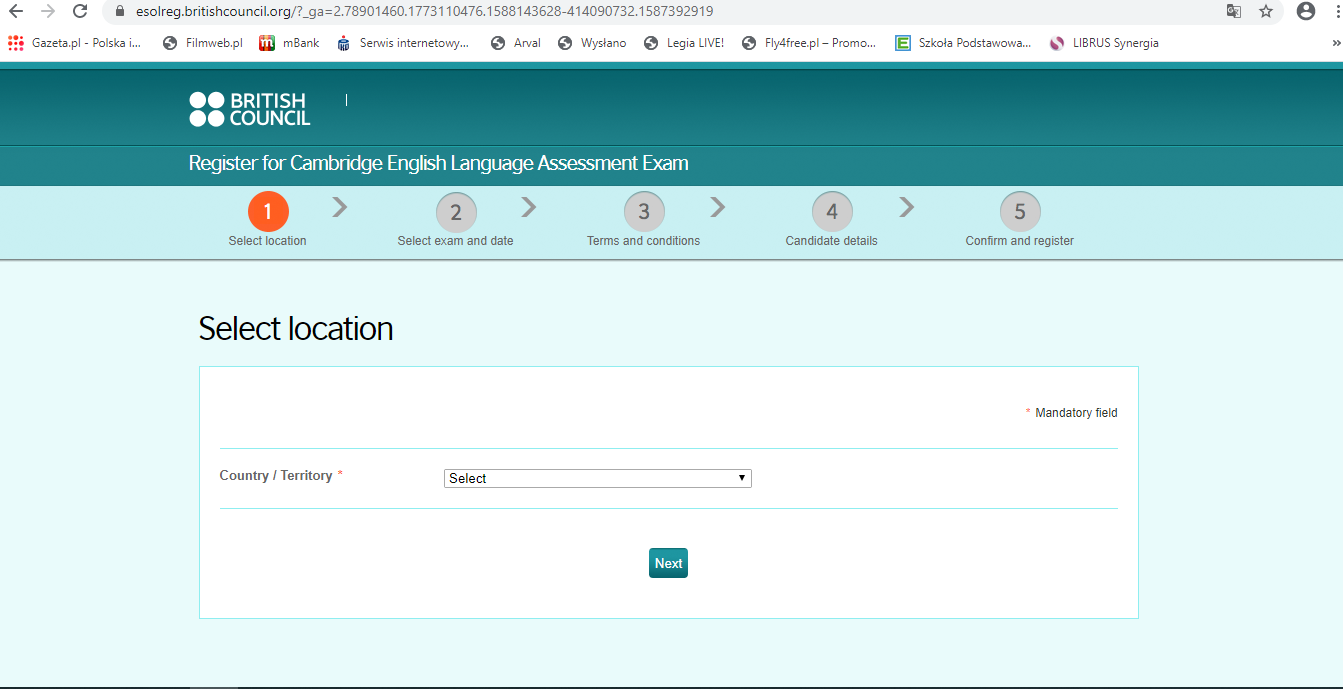 esolreg.britishcouncil.org/?_ga=2.78901460.1773110476.1588143628-414090732.1587392919
Gazeta.pl - Polska i... Filmweb.pl mBank Serwis internetowy... Arval Wysłano Legia LIVE! Fly4free.pl – Promo... Szkoła Podstawowa... LIBRUS Synergia »
BRITISH
COUNCIL
Register for Cambridge English Language Assessment Exam
1 2 3 4 5
Select location Select exam and date Terms and conditions Candidate details Confirm and register
Select location
* Mandatory field
Country / Territory * Select
Next